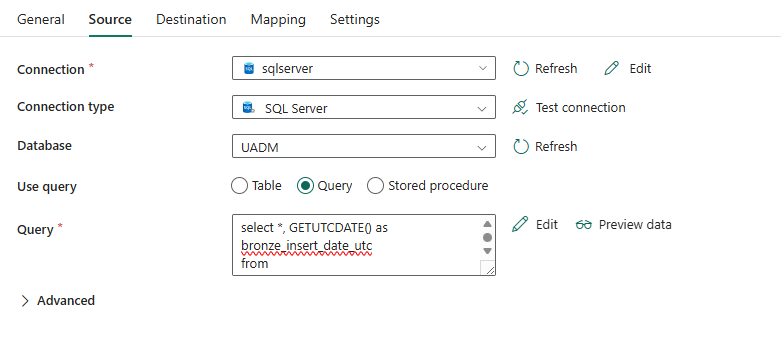 General Source Destination Mapping Settings
Connection * sqlserver Refresh Edit
Connection type SQL Server Test connection
Database UADM Refresh
Use query Table Query Stored procedure
Query * select *, GETUTCDATE() as Edit Preview data
bronze_insert_date_utc
from
Advanced